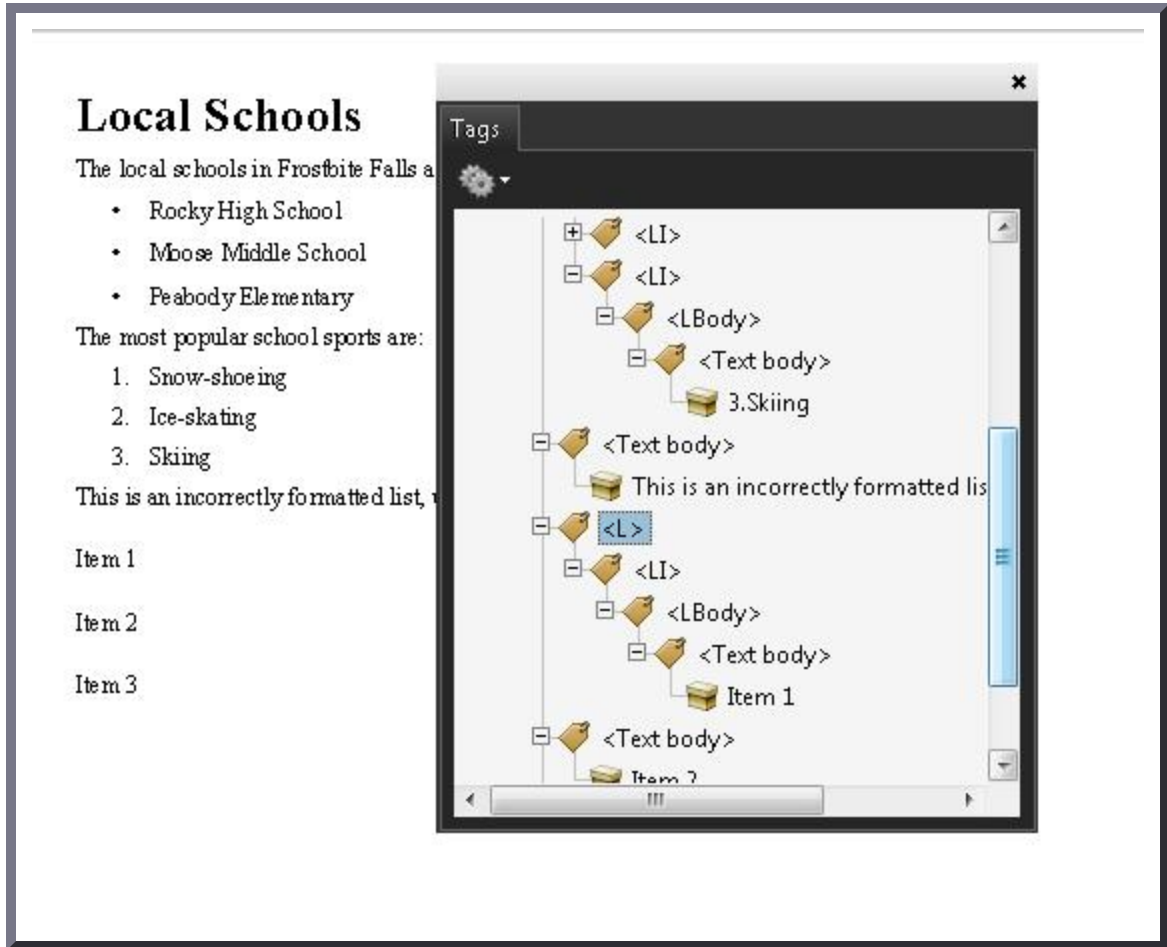 Local Schools
The local schools in Frostbite Falls a
• Rocky High School
• Moose Middle School
• Peabody Elementary
The most popular school sports are:
1. Snow-shoeing
2. Ice-skating
3. Skiing
This is an incorrectly formatted list,
Item 1
Item 2
Item 3
Tags
<LI>
<LI>
<LBody>
<Text body>
3.Skiing
<Text body>
This is an incorrectly formatted lis
<L>
<LI>
<LBody>
<Text body>
Item 1
<Text body>
Item 2